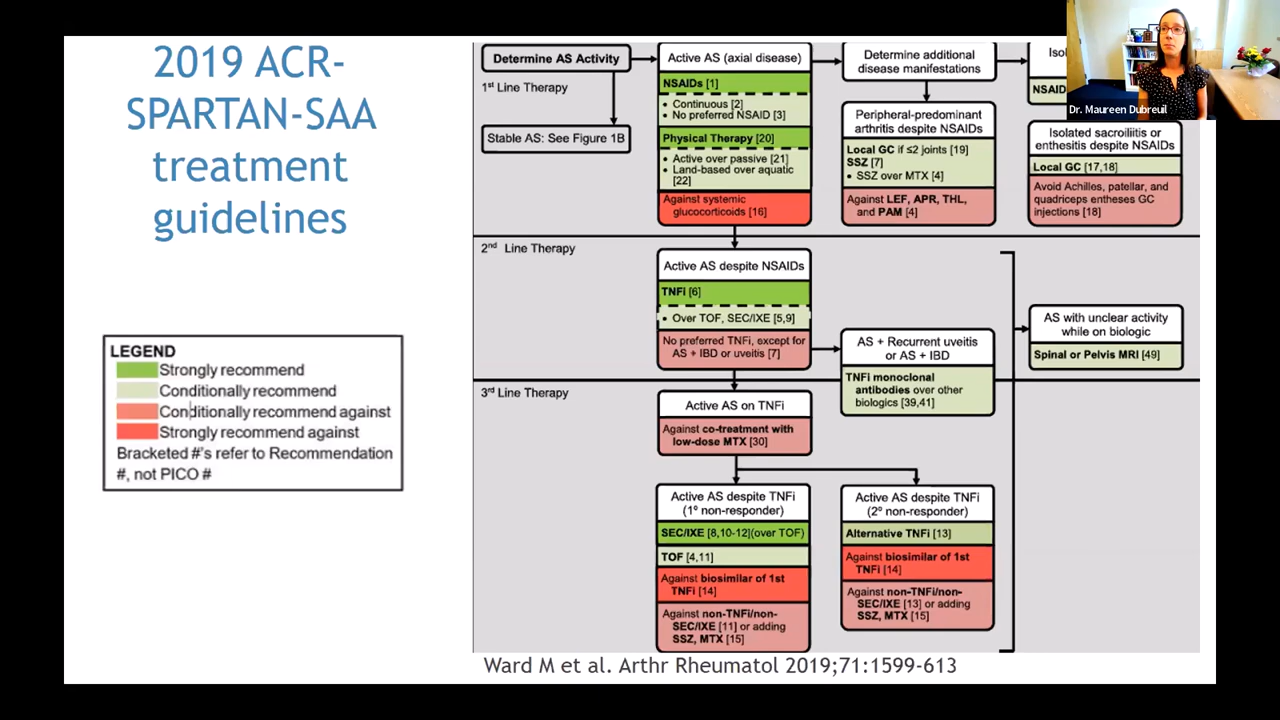 2019 ACR-
SPARTAN-SAA
treatment
guidelines
LEGEND
Strongly recommend
Conditionally recommend
Conditionally recommend against
Strongly recommend against
Bracketed #'s refer to Recommendation
#, not PICO #
Determine AS Activity
1st Line Therapy
Stable AS: See Figure 1B
Active AS (axial disease)
NSAIDs [1]
• Continuous [2]
• No preferred NSAID [3]
Physical Therapy [20]
• Active over passive [21]
• Land-based over aquatic
[22]
Against systemic
glucocorticoids [16]
Determine additional
disease manifestations
Peripheral-predominant
arthritis despite NSAIDs
Local GC if ≤2 joints [19]
SSZ [7]
• SSZ over MTX [4]
Against LEF, APR, THL,
and PAM [4]
NSAID
Isolated sacroiliitis or
enthesitis despite NSAIDs
Local GC [17,18]
Avoid Achilles, patellar, and
quadriceps entheses GC
injections [18]
2nd Line Therapy
Active AS despite NSAIDs
TNFi [6]
• Over TOF, SEC/IXE [5,9]
No preferred TNFi, except for
AS + IBD or uveitis [7]
AS + Recurrent uveitis
or AS + IBD
TNFi monoclonal
antibodies over other
biologics [39,41]
AS with unclear activity
while on biologic
Spinal or Pelvis MRI [49]
3rd Line Therapy
Active AS on TNFi
Against co-treatment with
low-dose MTX [30]
Active AS despite TNFi
(1º non-responder)
SEC/IXE [8,10-12](over TOF)
TOF [4,11]
Against biosimilar of 1st
TNFi [14]
Against non-TNFi/non-
SEC/IXE [11] or adding
SSZ, MTX [15]
Active AS despite TNFi
(2º non-responder)
Alternative TNFi [13]
Against biosimilar of 1st
TNFi [14]
Against non-TNFi/non-
SEC/IXE [13] or adding
SSZ, MTX [15]
Ward M et al. Arthr Rheumatol 2019;71:1599-613
Dr. Maureen Dubreuil